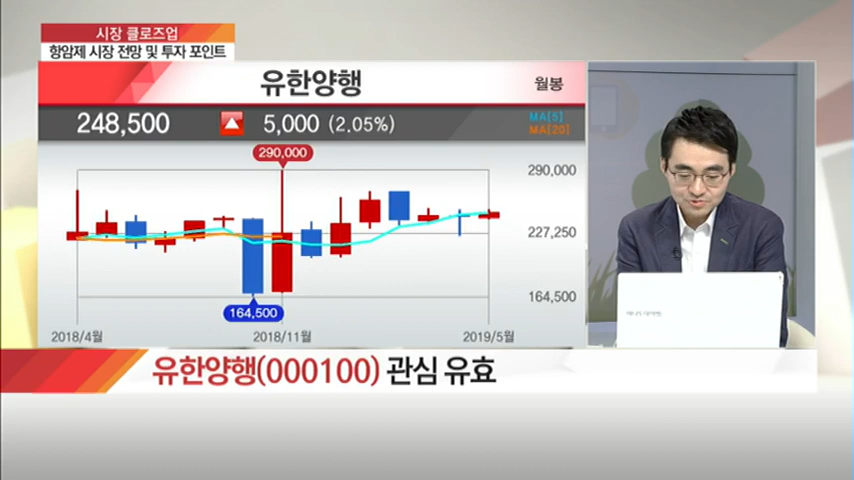 시장 클로즈업
항암제 시장 전망 및 투자 포인트
유한양행
월봉
248,500
5,000 (2.05%)
MA[5]
MA[20]
290,000
290,000
227,250
164,500
164,500
2018/4월
2018/11월
2019/5월
유한양행(000100) 관심 유효